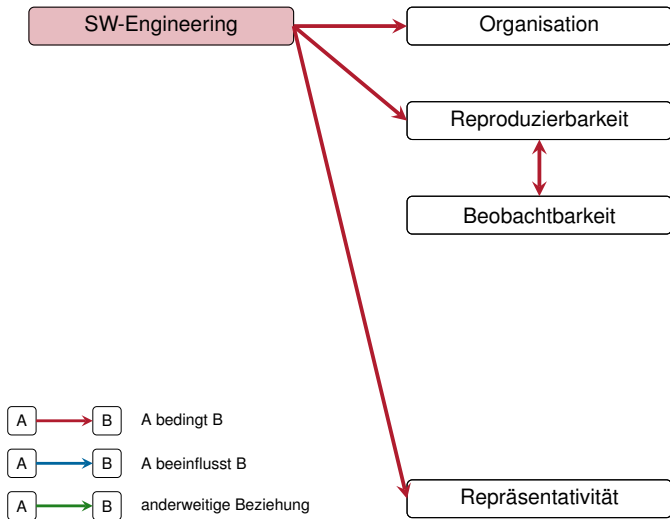 SW-Engineering
Organisation
Reproduzierbarkeit
Beobachtbarkeit
A B A bedingt B
A B A beeinflusst B
Repräsentativität
A B anderweitige Beziehung